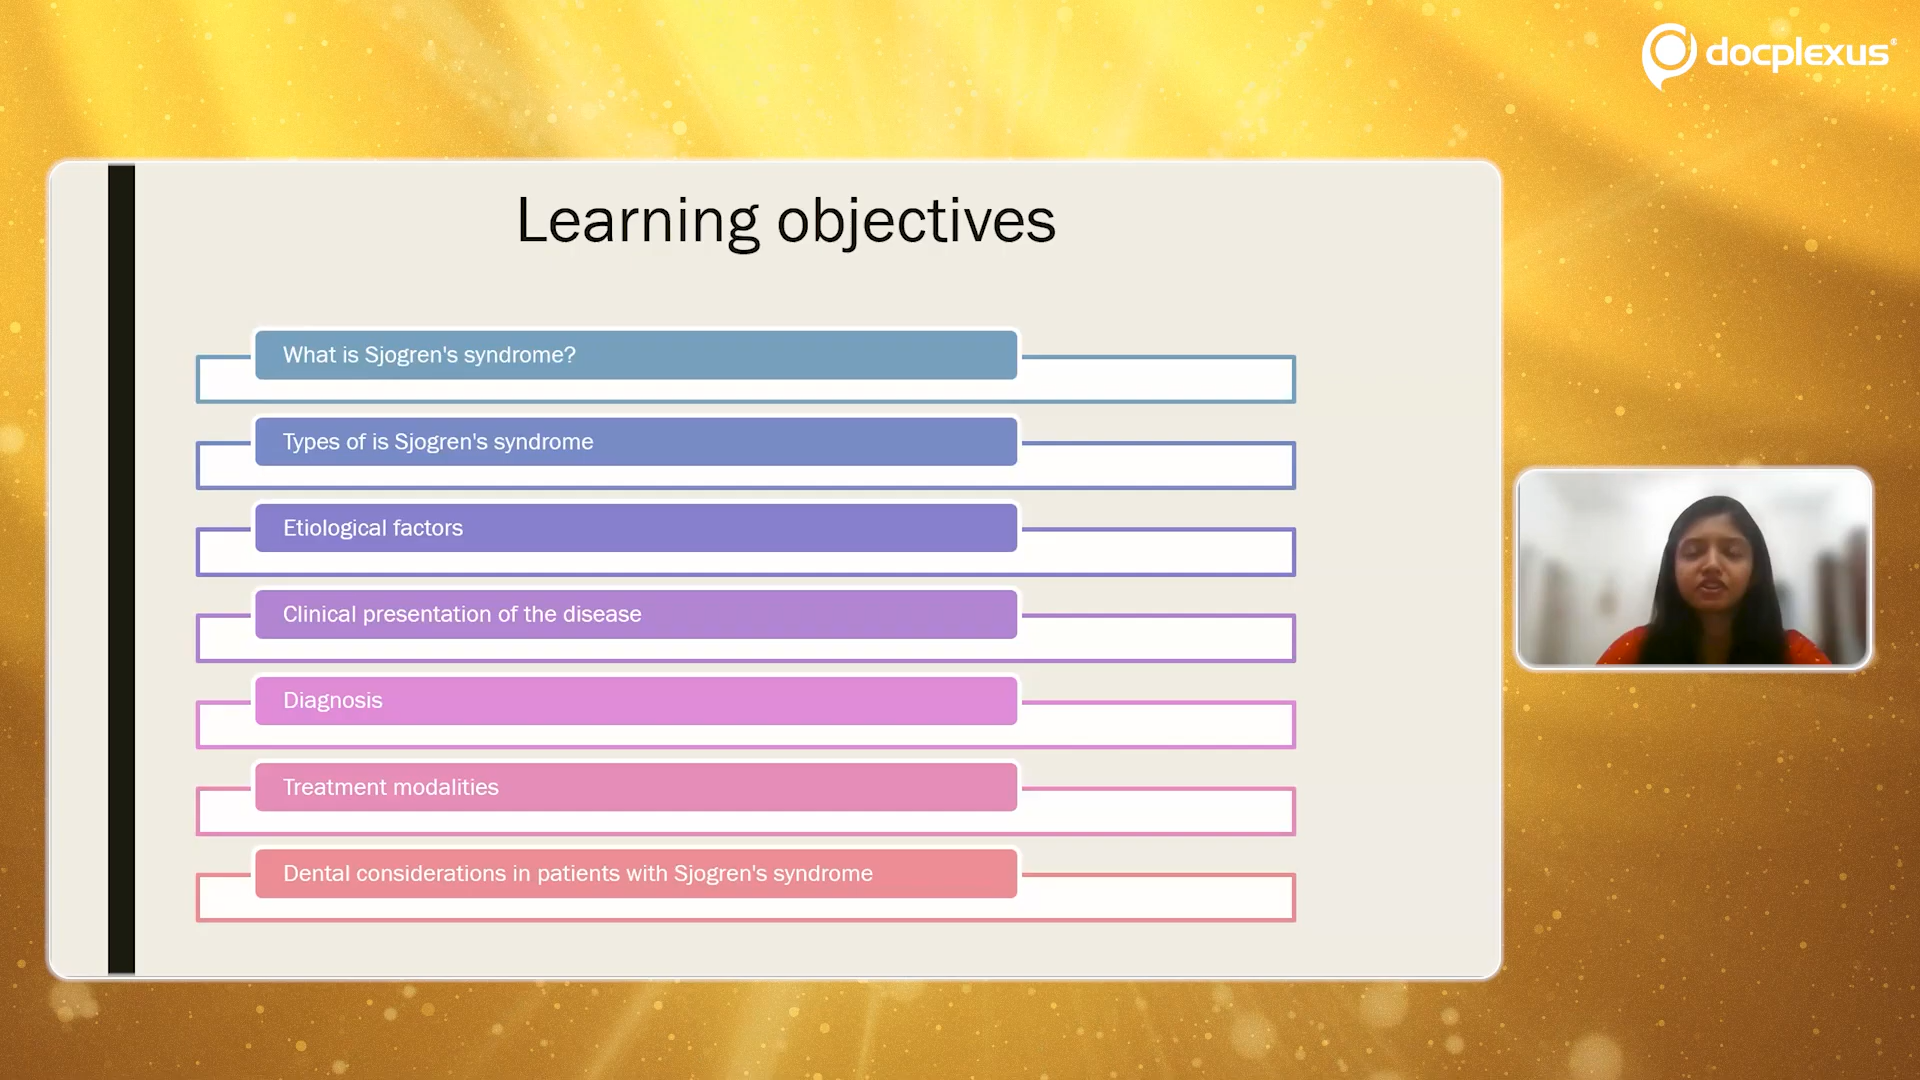 docplexus®
Learning objectives
What is Sjogren's syndrome?
Types of is Sjogren's syndrome
Etiological factors
Clinical presentation of the disease
Diagnosis
Treatment modalities
Dental considerations in patients with Sjogren's syndrome